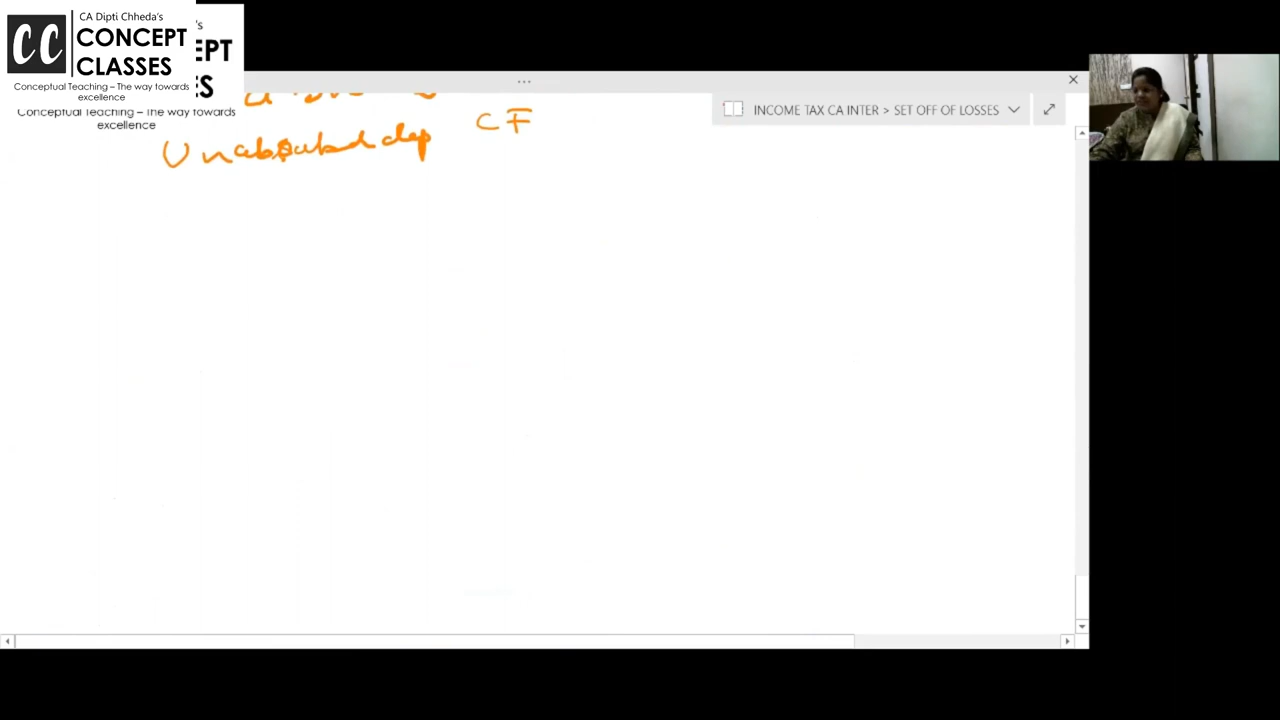 CA Dipti Chheda's
CONCEPT
CLASSES
Conceptual Teaching – The way towards
excellence
's
EPT
S
Conceptual Teaching – The way towards
excellence
INCOME TAX CA INTER > SET OFF OF LOSSES
CF
Unabsorbed dep